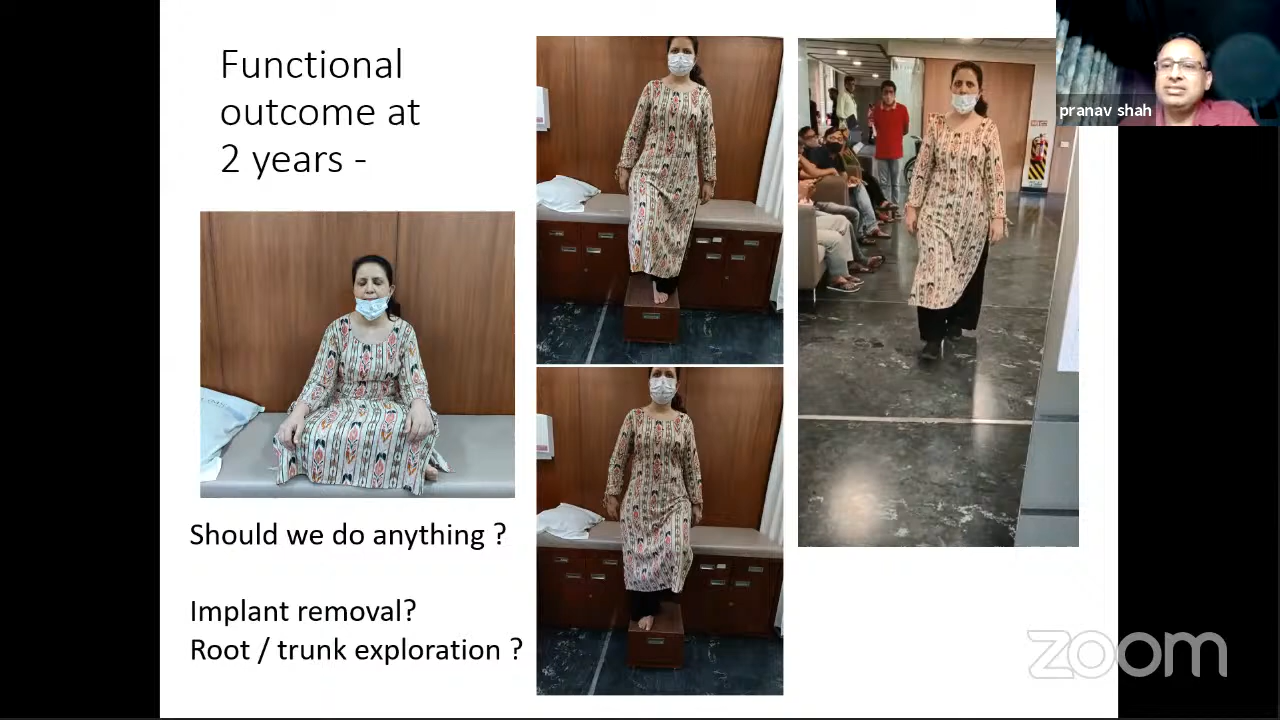 Functional
outcome at
2 years -
Should we do anything ?
Implant removal?
Root / trunk exploration ?
pranav shah
zoom